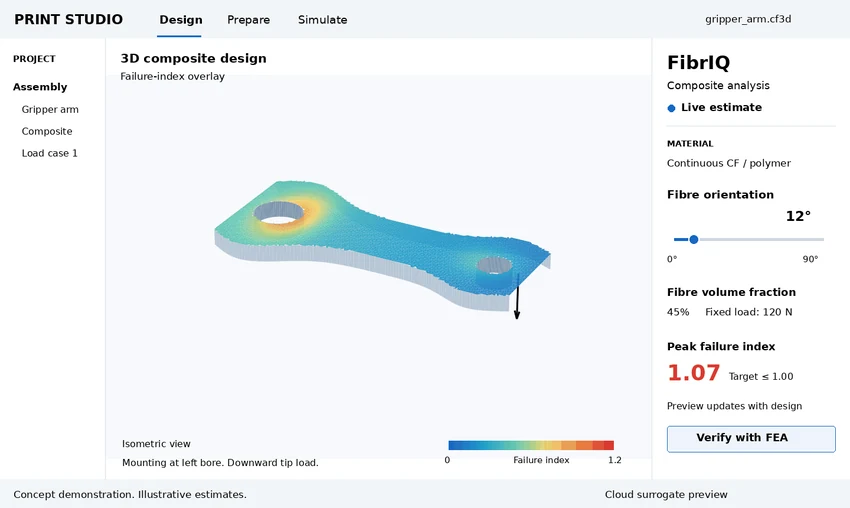 PRINT STUDIO
Design
Prepare
Simulate
gripper_arm.cf3d
PROJECT
Assembly
Gripper arm
Composite
Load case 1
3D composite design
Failure-index overlay
Isometric view
Mounting at left bore. Downward tip load.
0
Failure index
1.2
FibrIQ
Composite analysis
Live estimate
MATERIAL
Continuous CF / polymer
Fibre orientation
12°
0°
90°
Fibre volume fraction
45%
Fixed load: 120 N
Peak failure index
1.07
Target ≤ 1.00
Preview updates with design
Verify with FEA
Concept demonstration. Illustrative estimates.
Cloud surrogate preview